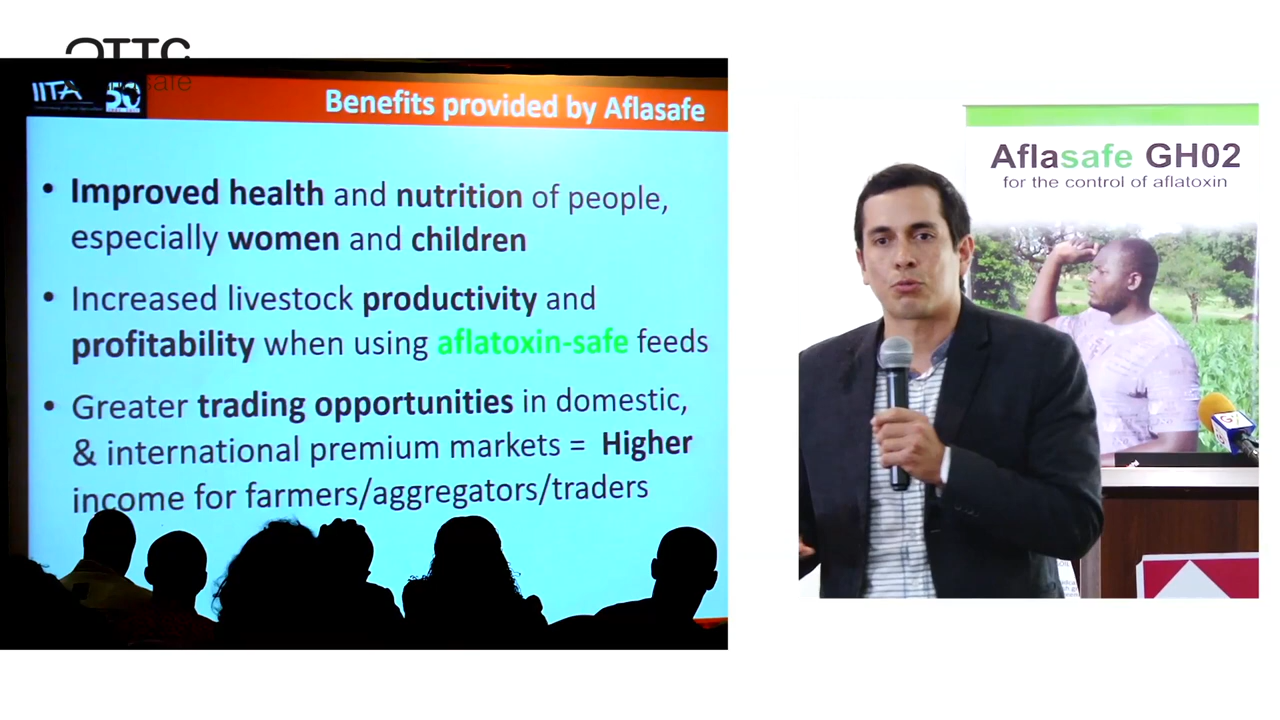 IITA 50
Benefits provided by Aflasafe
• Improved health and nutrition of people,
especially women and children
• Increased livestock productivity and
profitability when using aflatoxin-safe feeds
• Greater trading opportunities in domestic,
& international premium markets = Higher
income for farmers/aggregators/traders
Aflasafe GH02
for the control of aflatoxin